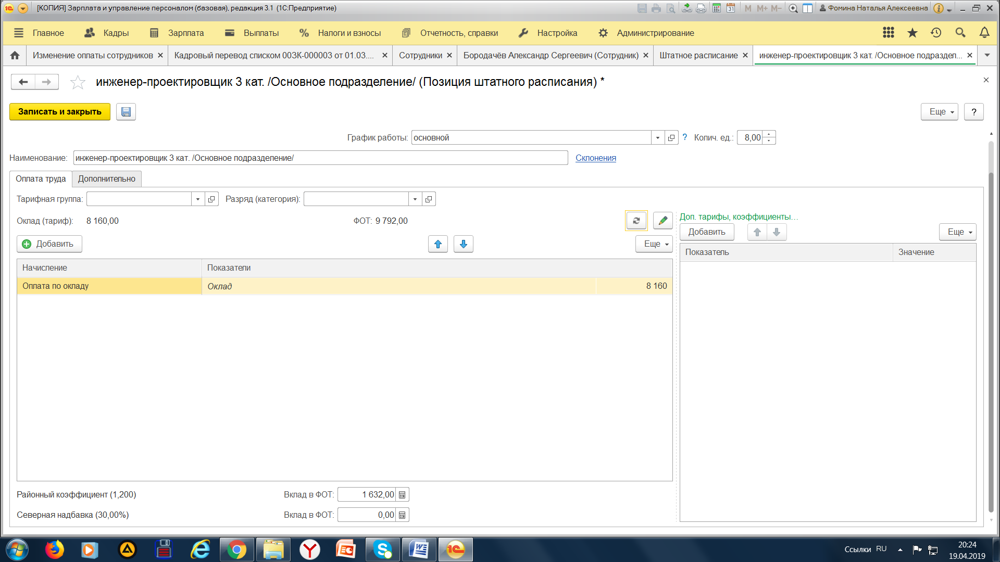 [КОПИЯ] Зарплата и управление персоналом (базовая), редакция 3.1 (1С:Предприятие)
M M+ M−
Фомина Наталья Алексеевна
Главное Кадры Зарплата Выплаты Налоги и взносы Отчетность, справки Настройка Администрирование
Изменение оплаты сотрудников Кадровый перевод списком 00ЗК-000003 от 01.03.... Сотрудники Бородачёв Александр Сергеевич (Сотрудник) Штатное расписание инженер-проектировщик 3 кат. /Основное подраздел...
инженер-проектировщик 3 кат. /Основное подразделение/ (Позиция штатного расписания) *
Записать и закрыть Еще ?
График работы: основной ? Колич. ед.: 8,00
Наименование: инженер-проектировщик 3 кат. /Основное подразделение/ Склонения
Оплата труда Дополнительно
Тарифная группа: Разряд (категория):
Оклад (тариф): 8 160,00 ФОТ: 9 792,00 Доп. тарифы, коэффициенты...
Добавить Еще
Добавить Еще
Показатель Значение
Начисление Показатели
Оплата по окладу Оклад 8 160
Районный коэффициент (1,200) Вклад в ФОТ: 1 632,00
Северная надбавка (30,00%) Вклад в ФОТ: 0,00
Ссылки RU 20:24
19.04.2019